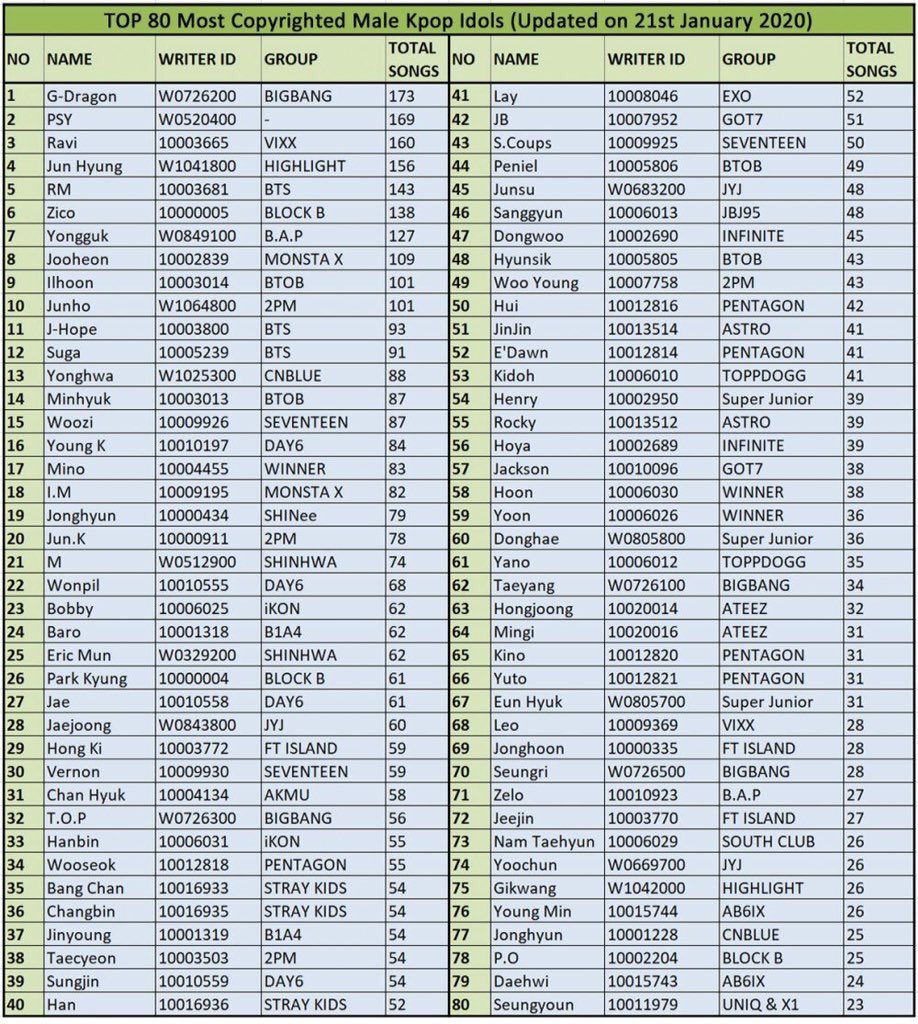 TOP 80 Most Copyrighted Male Kpop Idols (Updated on 21st January 2020)
NO NAME WRITER ID GROUP TOTAL SONGS NO NAME WRITER ID GROUP TOTAL SONGS
1 G-Dragon W0726200 BIGBANG 173 41 Lay 10008046 EXO 52
2 PSY W0520400 - 169 42 JB 10007952 GOT7 51
3 Ravi 10003665 VIXX 160 43 S.Coups 10009925 SEVENTEEN 50
4 Jun Hyung W1041800 HIGHLIGHT 156 44 Peniel 10005806 BTOB 49
5 RM 10003681 BTS 143 45 Junsu W0683200 JYJ 48
6 Zico 10000005 BLOCK B 138 46 Sanggyun 10006013 JBJ95 48
7 Yongguk W0849100 B.A.P 127 47 Dongwoo 10002690 INFINITE 45
8 Jooheon 10002839 MONSTA X 109 48 Hyunsik 10005805 BTOB 43
9 Ilhoon 10003014 BTOB 101 49 Woo Young 10007758 2PM 43
10 Junho W1064800 2PM 101 50 Hui 10012816 PENTAGON 42
11 J-Hope 10003800 BTS 93 51 JinJin 10013514 ASTRO 41
12 Suga 10005239 BTS 91 52 E'Dawn 10012814 PENTAGON 41
13 Yonghwa W1025300 CNBLUE 88 53 Kidoh 10006010 TOPPDOGG 41
14 Minhyuk 10003013 BTOB 87 54 Henry 10002950 Super Junior 39
15 Woozi 10009926 SEVENTEEN 87 55 Rocky 10013512 ASTRO 39
16 Young K 10010197 DAY6 84 56 Hoya 10002689 INFINITE 39
17 Mino 10004455 WINNER 83 57 Jackson 10010096 GOT7 38
18 I.M 10009195 MONSTA X 82 58 Hoon 10006030 WINNER 38
19 Jonghyun 10000434 SHINee 79 59 Yoon 10006026 WINNER 36
20 Jun.K 10000911 2PM 78 60 Donghae W0805800 Super Junior 36
21 M W0512900 SHINHWA 74 61 Yano 10006012 TOPPDOGG 35
22 Wonpil 10010555 DAY6 68 62 Taeyang W0726100 BIGBANG 34
23 Bobby 10006025 iKON 62 63 Hongjoong 10020014 ATEEZ 32
24 Baro 10001318 B1A4 62 64 Mingi 10020016 ATEEZ 31
25 Eric Mun W0329200 SHINHWA 62 65 Kino 10012820 PENTAGON 31
26 Park Kyung 10000004 BLOCK B 61 66 Yuto 10012821 PENTAGON 31
27 Jae 10010558 DAY6 61 67 Eun Hyuk W0805700 Super Junior 31
28 Jaejoong W0843800 JYJ 60 68 Leo 10009369 VIXX 28
29 Hong Ki 10003772 FT ISLAND 59 69 Jonghoon 10000335 FT ISLAND 28
30 Vernon 10009930 SEVENTEEN 59 70 Seungri W0726500 BIGBANG 28
31 Chan Hyuk 10004134 AKMU 58 71 Zelo 10010923 B.A.P 27
32 T.O.P W0726300 BIGBANG 56 72 Jeejin 10003770 FT ISLAND 27
33 Hanbin 10006031 iKON 55 73 Nam Taehyun 10006029 SOUTH CLUB 26
34 Wooseok 10012818 PENTAGON 55 74 Yoochun W0669700 JYJ 26
35 Bang Chan 10016933 STRAY KIDS 54 75 Gikwang W1042000 HIGHLIGHT 26
36 Changbin 10016935 STRAY KIDS 54 76 Young Min 10015744 AB6IX 26
37 Jinyoung 10001319 B1A4 54 77 Jonghyun 10001228 CNBLUE 25
38 Taecyeon 10003503 2PM 54 78 P.O 10002204 BLOCK B 25
39 Sungjin 10010559 DAY6 54 79 Daehwi 10015743 AB6IX 24
40 Han 10016936 STRAY KIDS 52 80 Seungyoun 10011979 UNIQ & X1 23